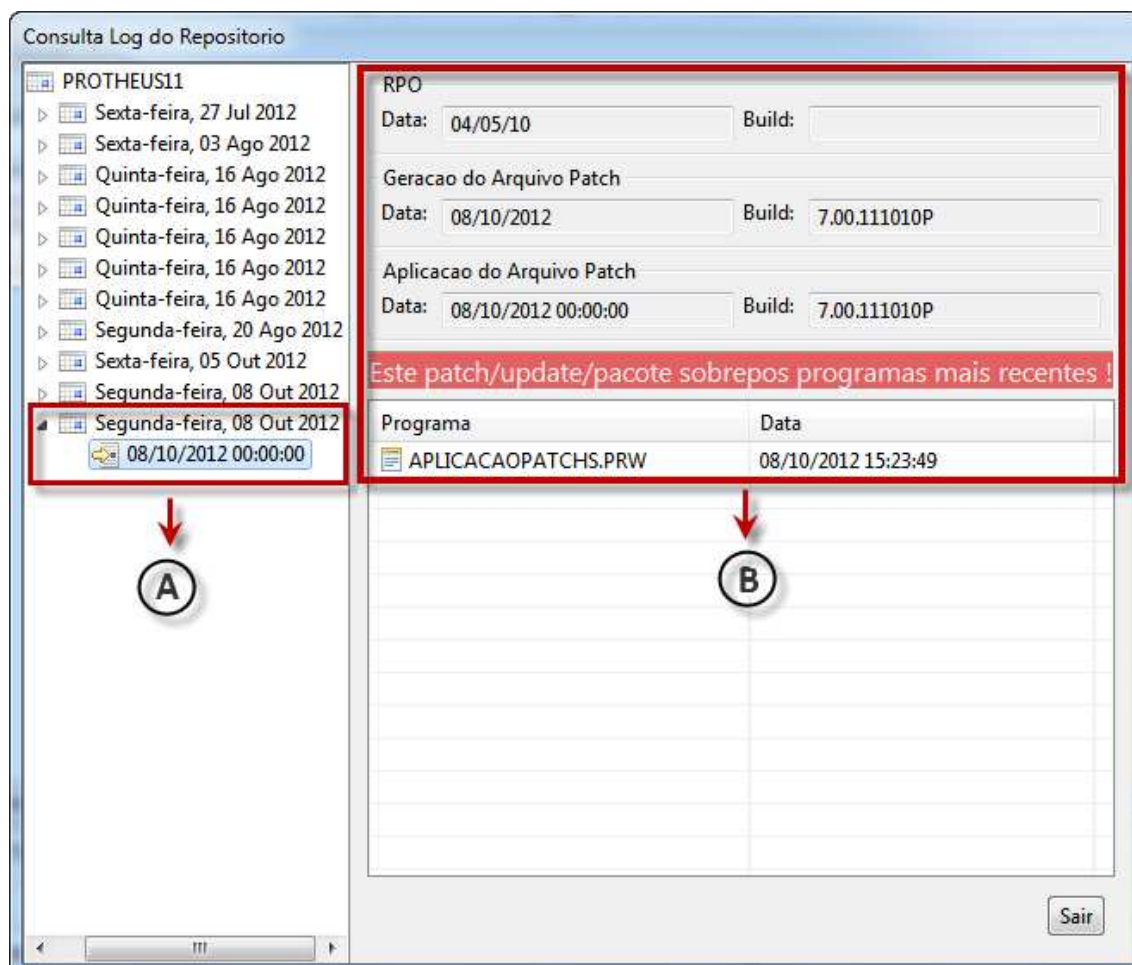 Consulta Log do Repositorio
PROTHEUS11
Sexta-feira, 27 Jul 2012
Sexta-feira, 03 Ago 2012
Quinta-feira, 16 Ago 2012
Quinta-feira, 16 Ago 2012
Quinta-feira, 16 Ago 2012
Quinta-feira, 16 Ago 2012
Quinta-feira, 16 Ago 2012
Segunda-feira, 20 Ago 2012
Sexta-feira, 05 Out 2012
Segunda-feira, 08 Out 2012
Segunda-feira, 08 Out 2012
08/10/2012 00:00:00
A
RPO
Data: 04/05/10 Build:
Geracao do Arquivo Patch
Data: 08/10/2012 Build: 7.00.111010P
Aplicacao do Arquivo Patch
Data: 08/10/2012 00:00:00 Build: 7.00.111010P
Este patch/update/pacote sobrepos programas mais recentes !
Programa Data
APLICACAOPATCHS.PRW 08/10/2012 15:23:49
B
Sair